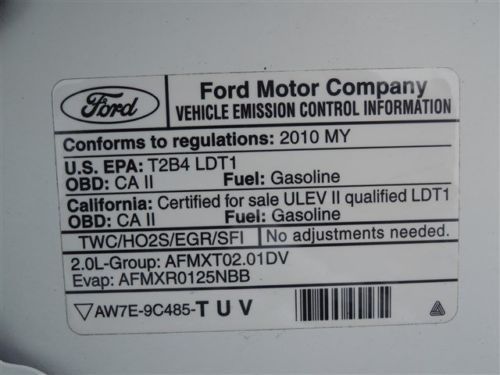 Ford
Ford Motor Company
VEHICLE EMISSION CONTROL INFORMATION
Conforms to regulations: 2010 MY
U.S. EPA: T2B4 LDT1
OBD: CA II Fuel: Gasoline
California: Certified for sale ULEV II qualified LDT1
OBD: CA II Fuel: Gasoline
TWC/HO2S/EGR/SFI No adjustments needed.
2.0L-Group: AFMXT02.01DV
Evap: AFMXR0125NBB
AW7E-9C485-T U V